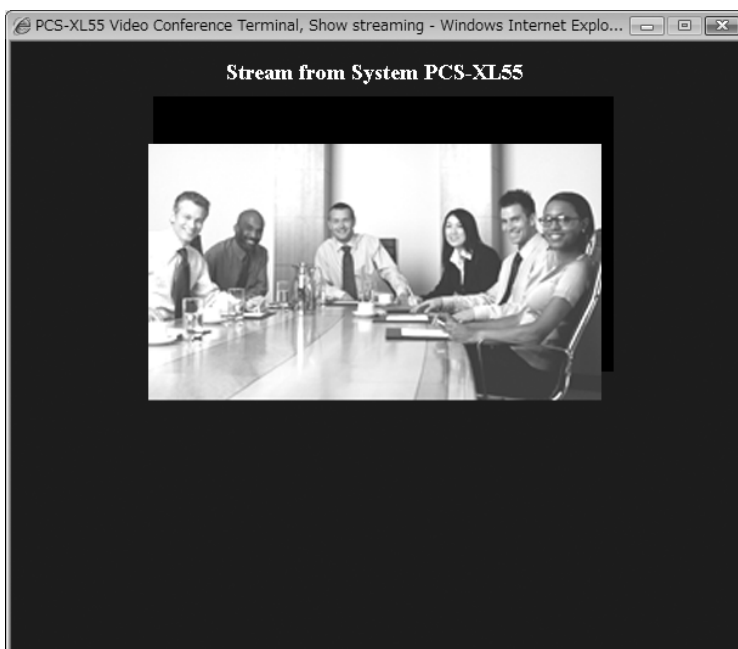 PCS-XL55 Video Conference Terminal, Show streaming - Windows Internet Explo...
Stream from System PCS-XL55